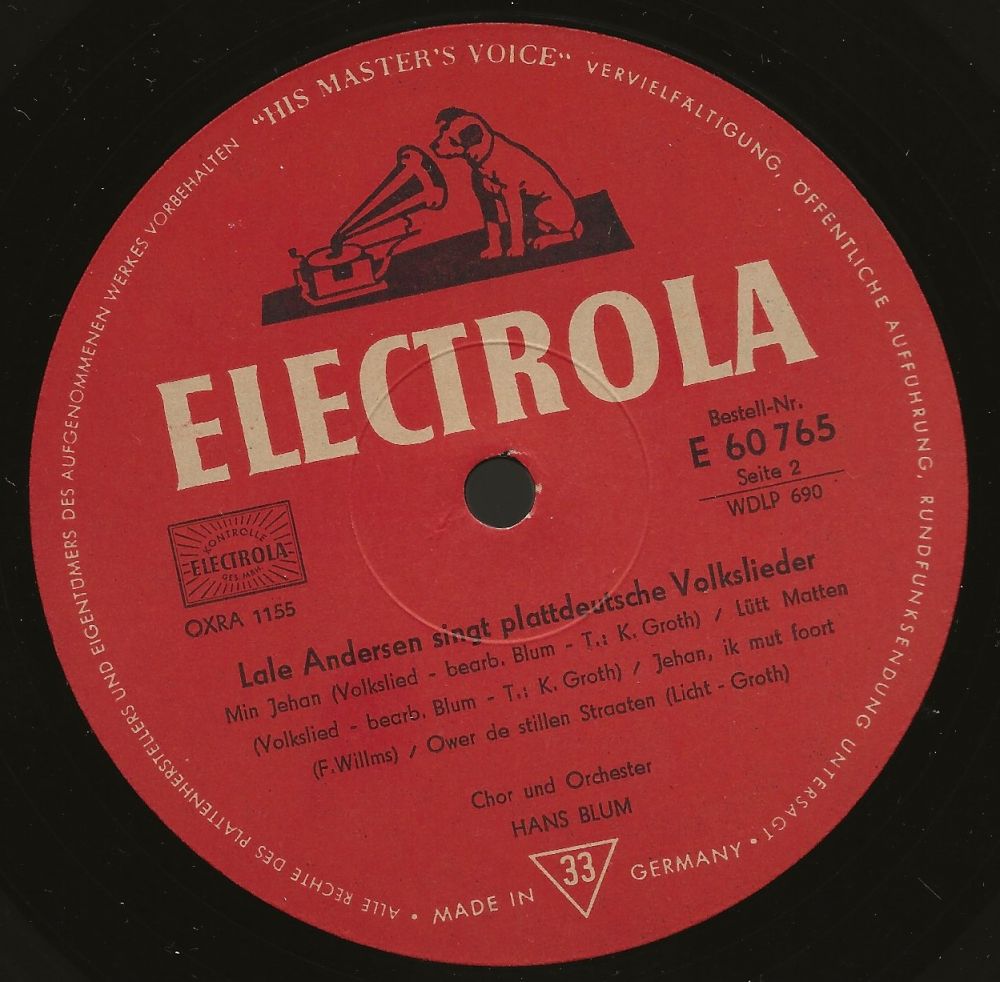 "HIS MASTER'S VOICE"
VERVIELFÄLTIGUNG, ÖFFENTLICHE AUFFÜHRUNG, RUNDFUNKSENDUNG UNTERSAGT •
ELECTROLA
Bestell-Nr.
E 60 765
Seite 2
WDLP 690
KONTROLLE
ELECTROLA
GES. MBH.
OXRA 1155
Lale Andersen singt plattdeutsche Volkslieder
Min Jehan (Volkslied - bearb. Blum - T.: K. Groth) / Lütt Matten
(Volkslied - bearb. Blum - T.: K. Groth) / Jehan, ik mut foort
(F. Willms) / Ower de stillen Straaten (Licht - Groth)
Chor und Orchester
HANS BLUM
33
• MADE IN GERMANY •
ALLE RECHTE DES PLATTENHERSTELLERS UND EIGENTÜMERS DES AUFGENOMMENEN WERKES VORBEHALTEN